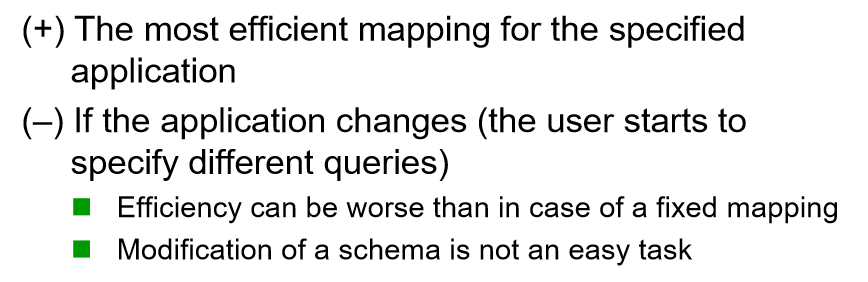 (+) The most efficient mapping for the specified
application
(–) If the application changes (the user starts to
specify different queries)
Efficiency can be worse than in case of a fixed mapping
Modification of a schema is not an easy task